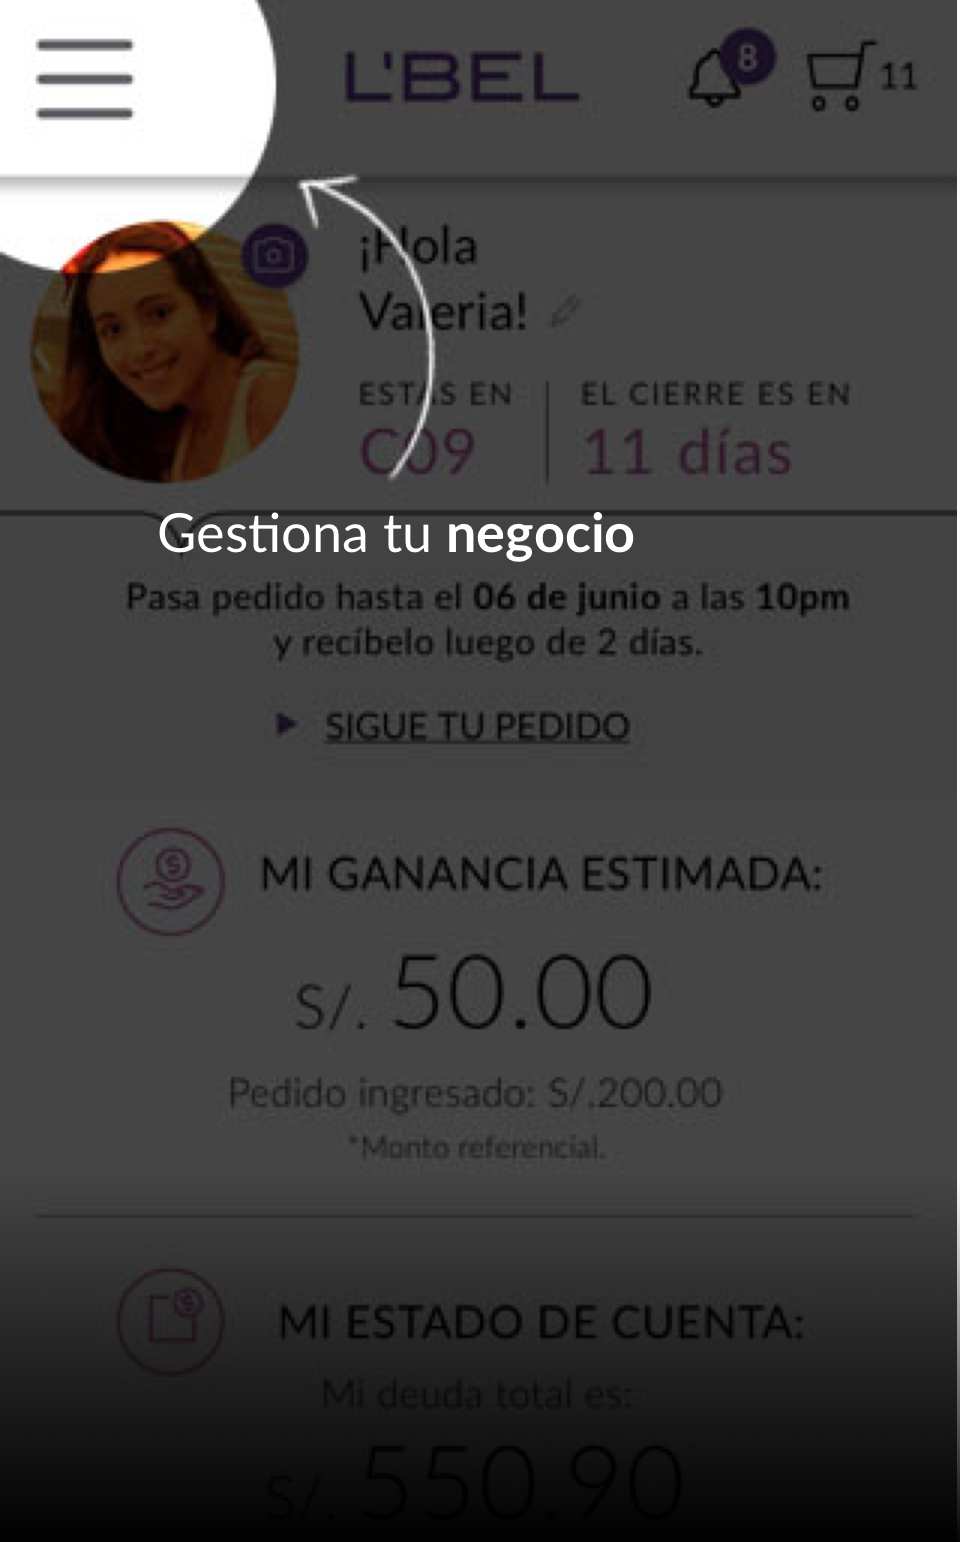 L'BEL
8
11
¡Hola
Valeria!
ESTÁS EN
EL CIERRE ES EN
C09
11 días
Gestiona tu negocio
Pasa pedido hasta el 06 de junio a las 10pm
y recíbelo luego de 2 días.
SIGUE TU PEDIDO
MI GANANCIA ESTIMADA:
S/. 50.00
Pedido ingresado: S/.200.00
*Monto referencial.
MI ESTADO DE CUENTA:
Mi deuda total es:
S/. 550.90